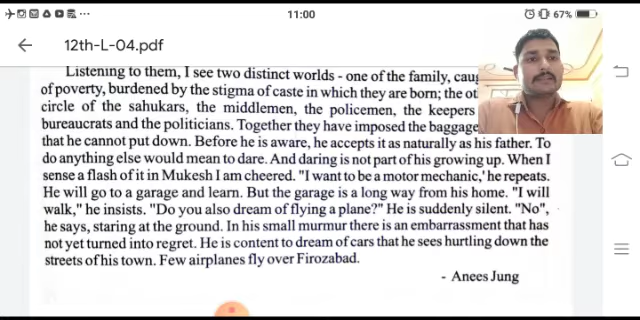 11:00
67%
12th-L-04.pdf
Listening to them, I see two distinct worlds - one of the family, caug
of poverty, burdened by the stigma of caste in which they are born; the ot
circle of the sahukars, the middlemen, the policemen, the keepers
bureaucrats and the politicians. Together they have imposed the baggage
that he cannot put down. Before he is aware, he accepts it as naturally as his father. To
do anything else would mean to dare. And daring is not part of his growing up. When I
sense a flash of it in Mukesh I am cheered. "I want to be a motor mechanic,' he repeats.
He will go to a garage and learn. But the garage is a long way from his home. "I will
walk," he insists. "Do you also dream of flying a plane?" He is suddenly silent. "No",
he says, staring at the ground. In his small murmur there is an embarrassment that has
not yet turned into regret. He is content to dream of cars that he sees hurtling down the
streets of his town. Few airplanes fly over Firozabad.
- Anees Jung